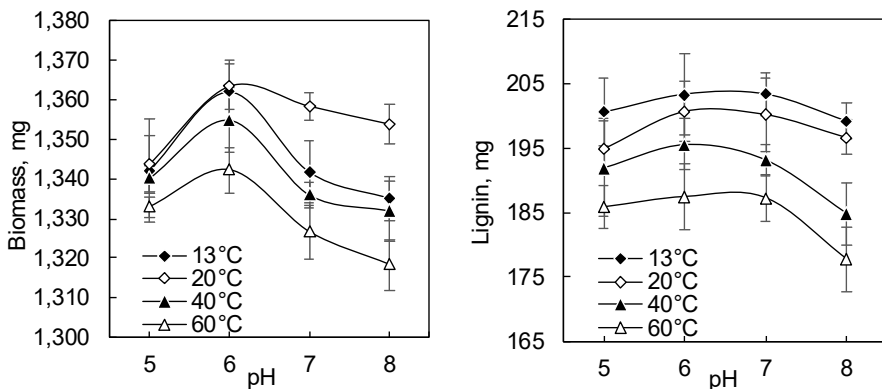 1,380
1,370
1,360
1,350
1,340
1,330
1,320
1,310
1,300
Biomass, mg
13°C
20°C
40°C
60°C
5 6 7 8
pH
215
205
195
185
175
165
Lignin, mg
13°C
20°C
40°C
60°C
5 6 7 8
pH